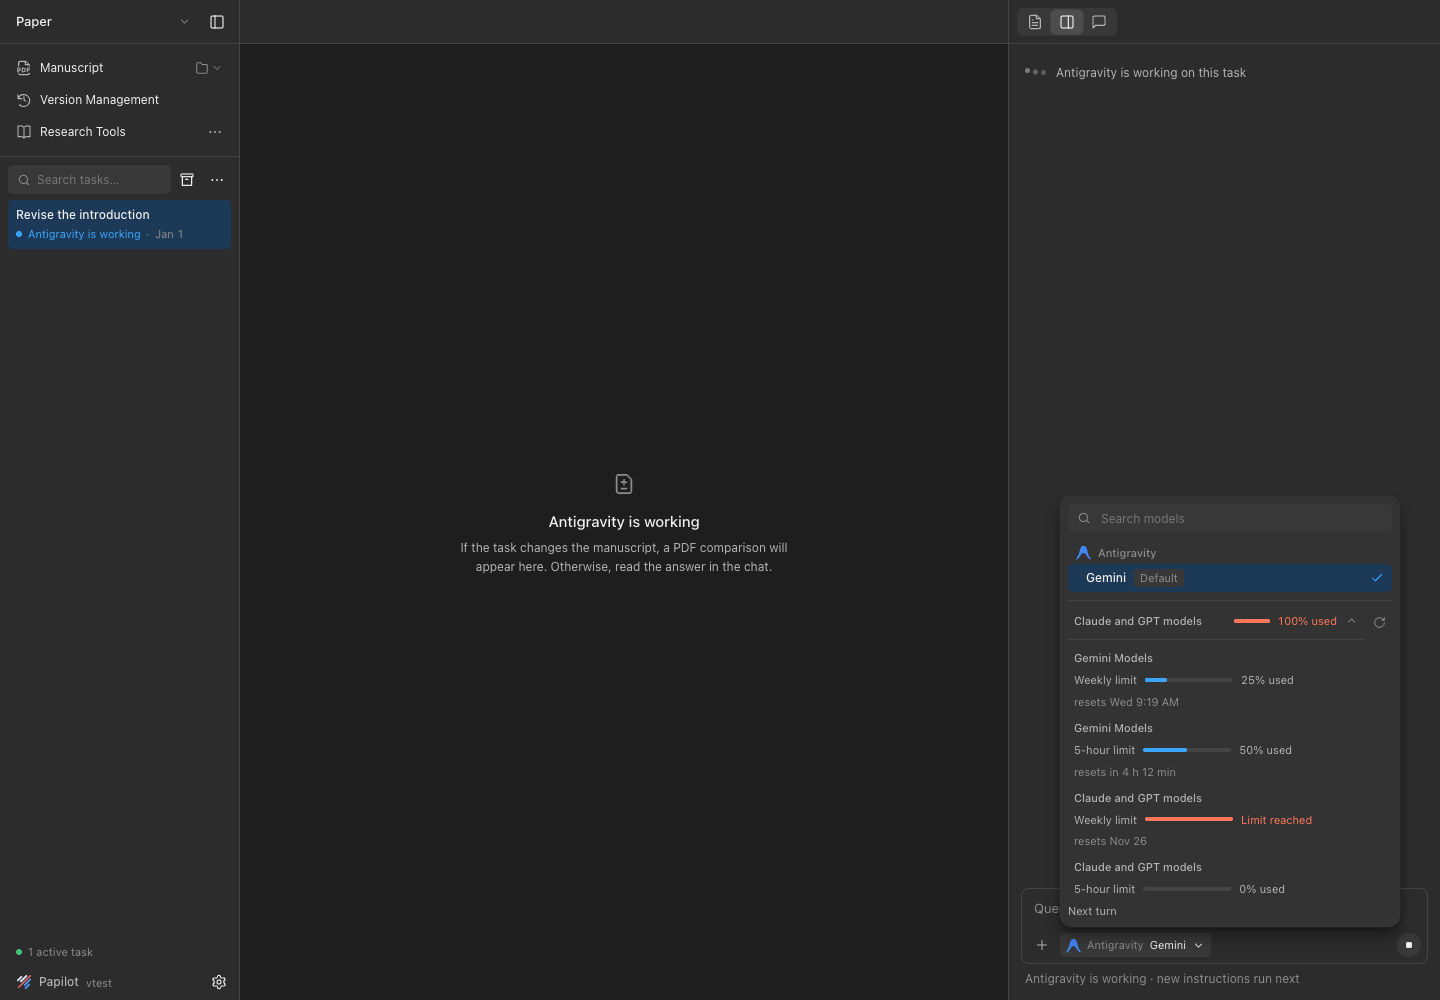 Paper
Manuscript
Version Management
Research Tools
Search tasks...
Revise the introduction
Antigravity is working · Jan 1
1 active task
Papilot vtest
Antigravity is working
If the task changes the manuscript, a PDF comparison will
appear here. Otherwise, read the answer in the chat.
Antigravity is working on this task
Search models
Antigravity
Gemini Default
Claude and GPT models 100% used
Gemini Models
Weekly limit 25% used
resets Wed 9:19 AM
Gemini Models
5-hour limit 50% used
resets in 4 h 12 min
Claude and GPT models
Weekly limit Limit reached
resets Nov 26
Claude and GPT models
5-hour limit 0% used
Next turn
Antigravity Gemini
Antigravity is working · new instructions run next